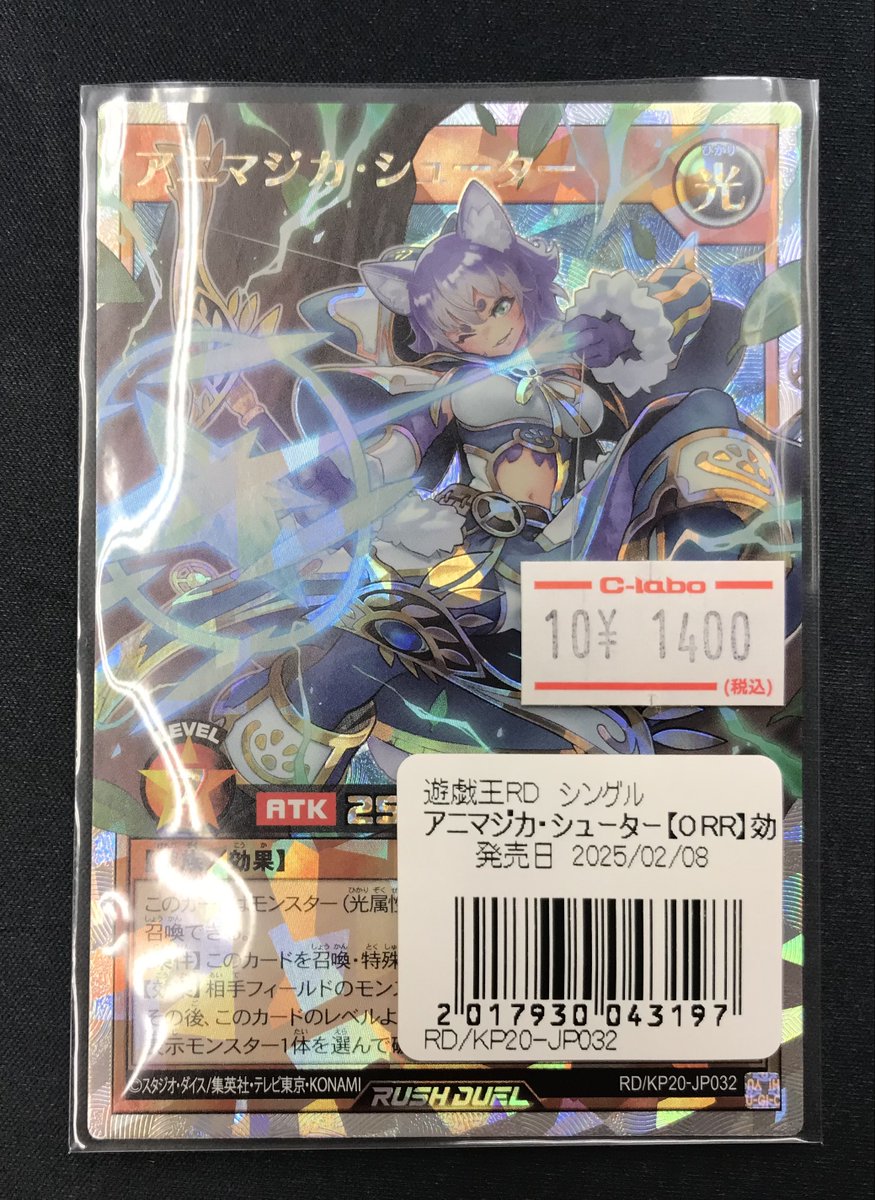 アニマジカ・シューター
ひかり
光
C-labo
10¥ 1400
(税込)
LEVEL
7
ATK 25
遊戯王RD シングル
アニマジカ・シューター【ORR】効
発売日 2025/02/08
2 017930 043197
RD/KP20-JP032
効果】
このカード モンスター(光属性
召喚でき
】このカードを召喚・特殊
】相手フィールドのモンス
その後、このカードのレベルよ
表示モンスター1体を選んで破
©スタジオ・ダイス/集英社・テレビ東京・KONAMI
RUSH DUEL
RD/KP20-JP032